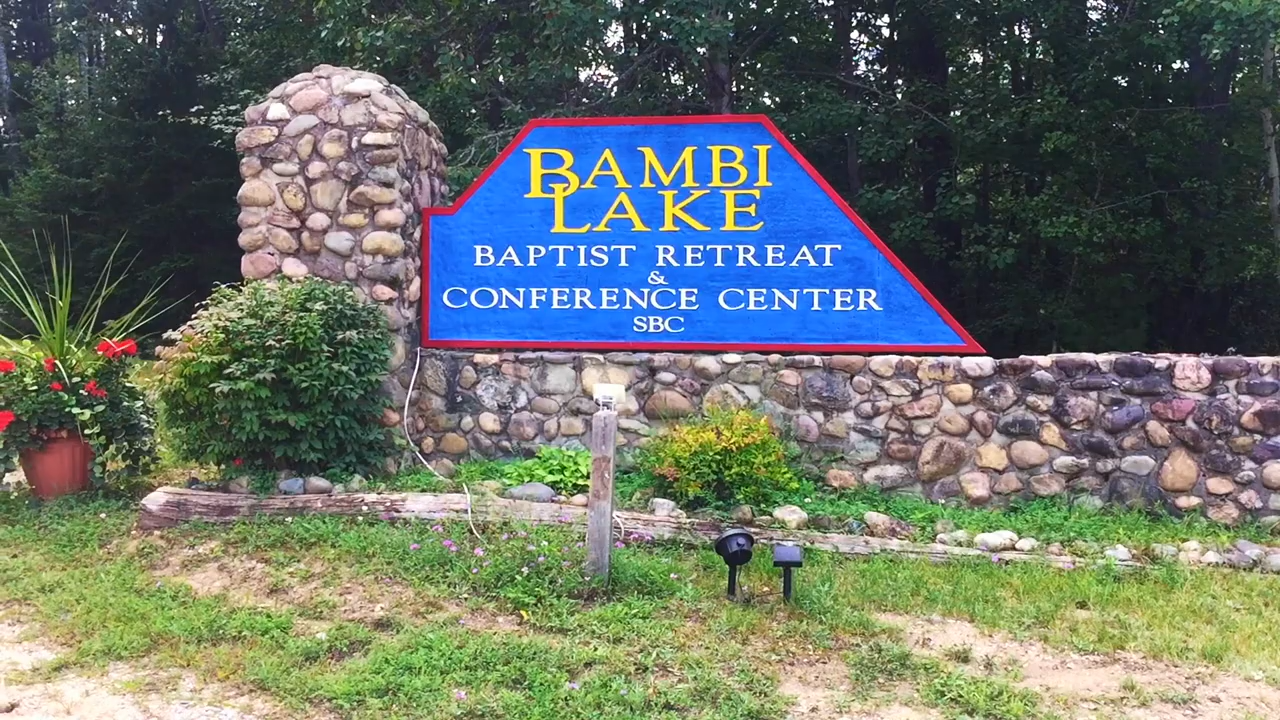 BAMBI
LAKE
BAPTIST RETREAT
&
CONFERENCE CENTER
SBC